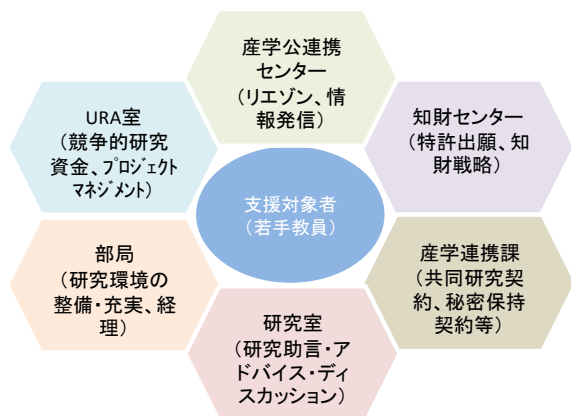 産学公連携
センター
(リエゾン、情
報発信)
URA室
(競争的研究
資金、プロジェクト
マネジメント)
知財センター
(特許出願、知
財戦略)
支援対象者
(若手教員)
部局
(研究環境の
整備・充実、経
理)
産学連携課
(共同研究契
約、秘密保持
契約等)
研究室
(研究助言・ア
ドバイス・ディ
スカッション)